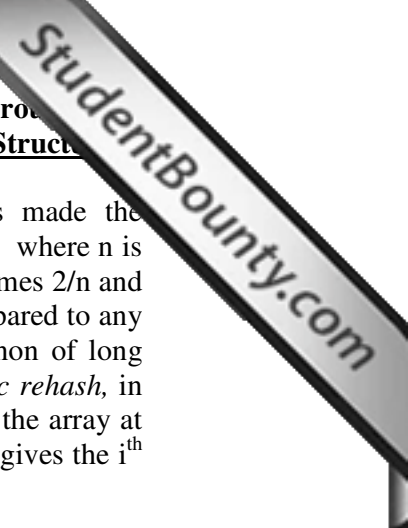 StudentBounty.com
s made the
where n is
mes 2/n and
pared to any
non of long
c rehash, in
the array at
gives the iᵗʰ